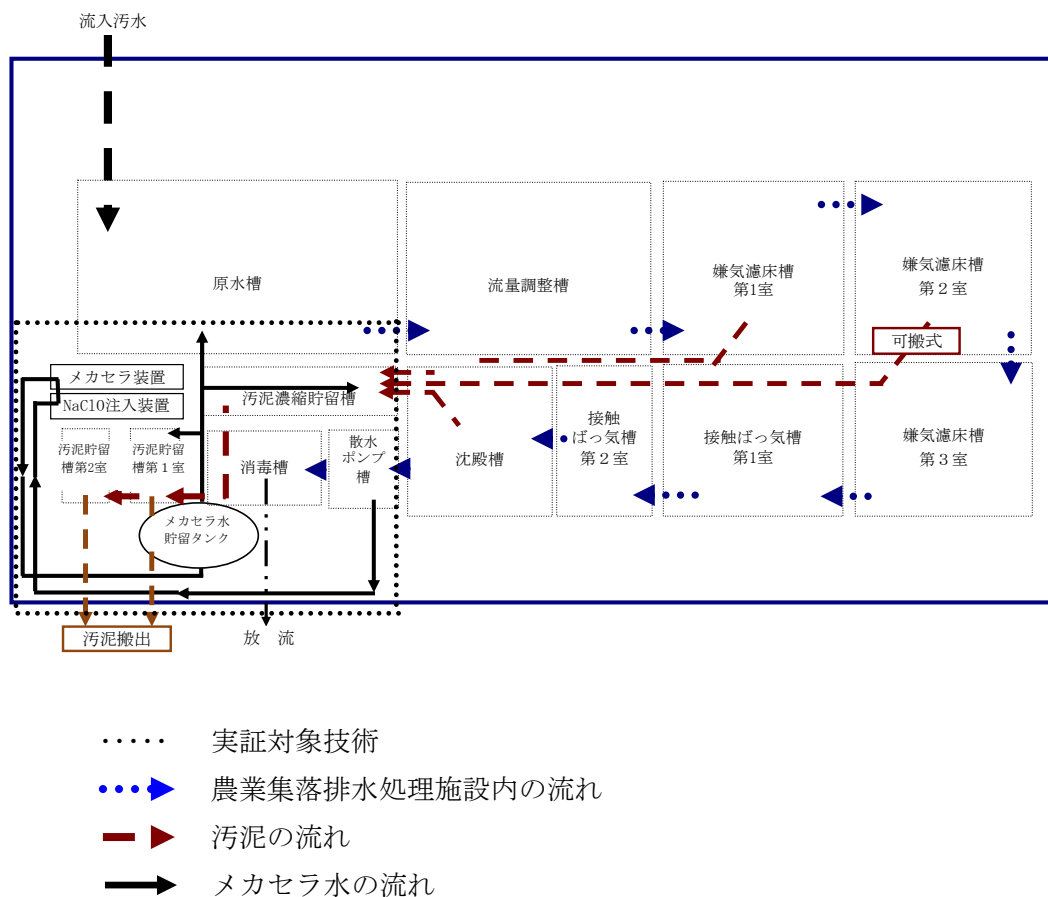 流入汚水
原水槽
流量調整槽
嫌気濾床槽
第1室
嫌気濾床槽
第２室
可搬式
メカセラ装置
NaClO注入装置
汚泥濃縮貯留槽
汚泥貯留
槽第2室
汚泥貯留
槽第１室
消毒槽
散水
ポンプ
槽
沈殿槽
接触
ばっ気槽
第２室
接触ばっ気槽
第1室
嫌気濾床槽
第３室
メカセラ水
貯留タンク
汚泥搬出
放　流
実証対象技術
農業集落排水処理施設内の流れ
汚泥の流れ
メカセラ水の流れ